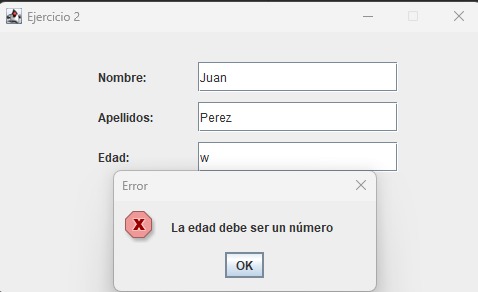 Ejercicio 2
Nombre: Juan
Apellidos: Perez
Edad: w
Error
X La edad debe ser un número
OK